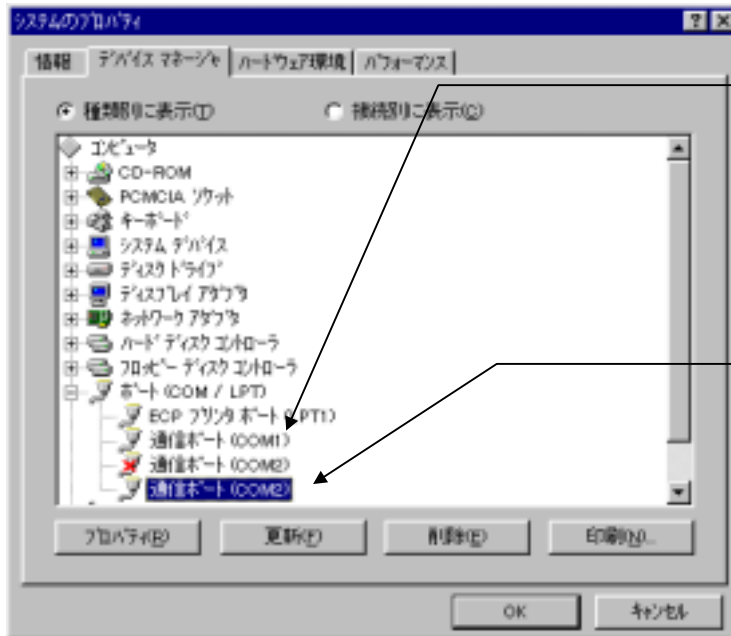 システムのプロパティ
情報 デバイス マネージャ ハードウェア環境 パフォーマンス
種類別に表示(T) 接続別に表示(C)
コンピュータ
CD-ROM
PCMCIA ソケット
キーボード
システム デバイス
ディスク ドライブ
ディスプレイ アダプタ
ネットワーク アダプタ
ハード ディスク コントローラ
フロッピー ディスク コントローラ
ポート (COM / LPT)
ECP プリンタ ポート (LPT1)
通信ポート (COM1)
通信ポート (COM2)
通信ポート (COM2)
プロパティ(R) 更新(F) 削除(E) 印刷(N)...
OK キャンセル